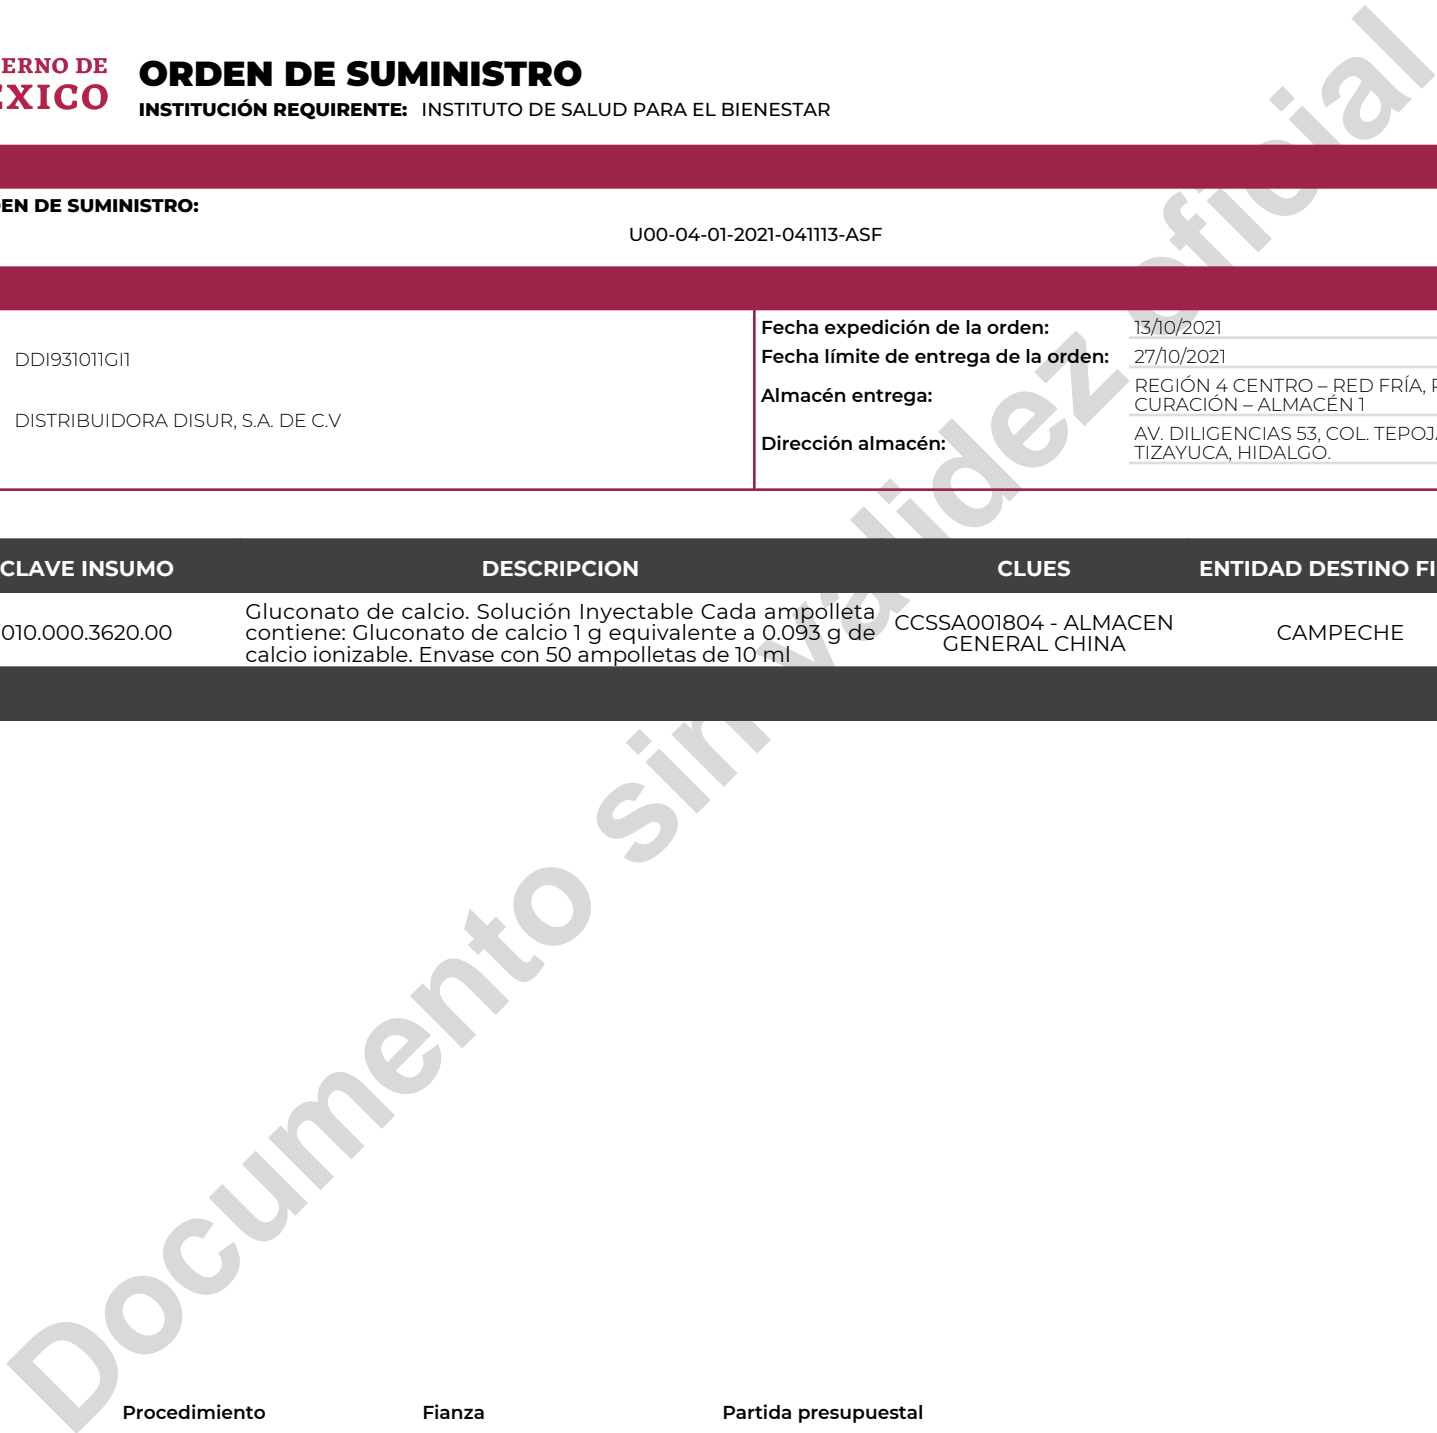 ERNO DE
EXICO
ORDEN DE SUMINISTRO
INSTITUCIÓN REQUIRENTE: INSTITUTO DE SALUD PARA EL BIENESTAR
EN DE SUMINISTRO:
U00-04-01-2021-041113-ASF
DDI931011GI1
DISTRIBUIDORA DISUR, S.A. DE C.V
Fecha expedición de la orden: 13/10/2021
Fecha límite de entrega de la orden: 27/10/2021
Almacén entrega: REGIÓN 4 CENTRO – RED FRÍA,
CURACIÓN – ALMACÉN 1
Dirección almacén: AV. DILIGENCIAS 53, COL. TEPOJ
TIZAYUCA, HIDALGO.
CLAVE INSUMO DESCRIPCION CLUES ENTIDAD DESTINO FI
010.000.3620.00
Gluconato de calcio. Solución Inyectable Cada ampolleta
contiene: Gluconato de calcio 1 g equivalente a 0.093 g de
calcio ionizable. Envase con 50 ampolletas de 10 ml
CCSSA001804 - ALMACEN
GENERAL CHINA
CAMPECHE
Documento sin validez oficial
Procedimiento Fianza Partida presupuestal